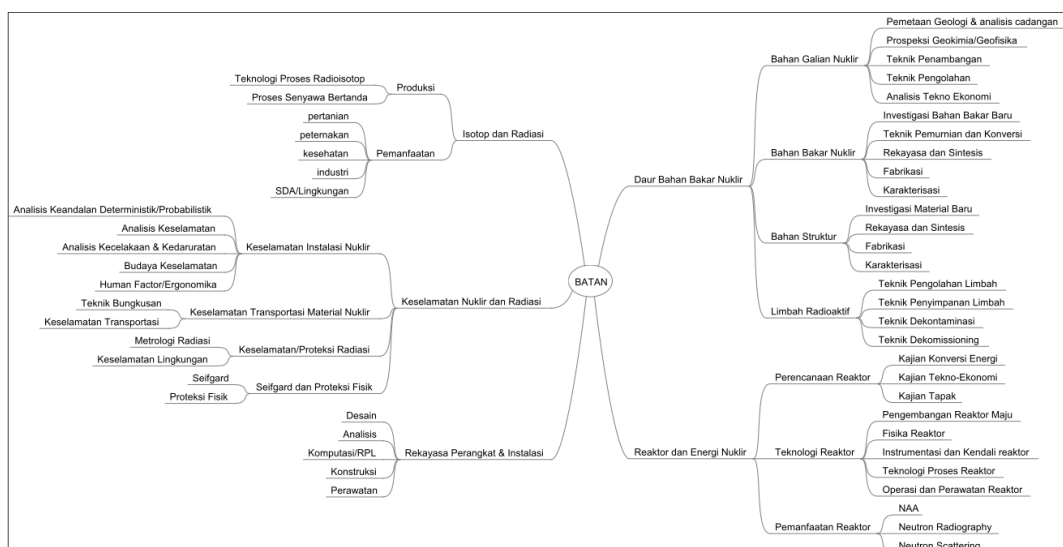 BATAN
Isotop dan Radiasi
Produksi
Teknologi Proses Radioisotop
Proses Senyawa Bertanda
Pemanfaatan
pertanian
peternakan
kesehatan
industri
SDA/Lingkungan
Keselamatan Nuklir dan Radiasi
Keselamatan Instalasi Nuklir
Analisis Keandalan Deterministik/Probabilistik
Analisis Keselamatan
Analisis Kecelakaan & Kedaruratan
Budaya Keselamatan
Human Factor/Ergonomika
Keselamatan Transportasi Material Nuklir
Teknik Bungkusan
Keselamatan Transportasi
Keselamatan/Proteksi Radiasi
Metrologi Radiasi
Keselamatan Lingkungan
Seifgard dan Proteksi Fisik
Seifgard
Proteksi Fisik
Rekayasa Perangkat & Instalasi
Desain
Analisis
Komputasi/RPL
Konstruksi
Perawatan
Daur Bahan Bakar Nuklir
Bahan Galian Nuklir
Pemetaan Geologi & analisis cadangan
Prospeksi Geokimia/Geofisika
Teknik Penambangan
Teknik Pengolahan
Analisis Tekno Ekonomi
Bahan Bakar Nuklir
Investigasi Bahan Bakar Baru
Teknik Pemurnian dan Konversi
Rekayasa dan Sintesis
Fabrikasi
Karakterisasi
Bahan Struktur
Investigasi Material Baru
Rekayasa dan Sintesis
Fabrikasi
Karakterisasi
Limbah Radioaktif
Teknik Pengolahan Limbah
Teknik Penyimpanan Limbah
Teknik Dekontaminasi
Teknik Dekomissioning
Reaktor dan Energi Nuklir
Perencanaan Reaktor
Kajian Konversi Energi
Kajian Tekno-Ekonomi
Kajian Tapak
Teknologi Reaktor
Pengembangan Reaktor Maju
Fisika Reaktor
Instrumentasi dan Kendali reaktor
Teknologi Proses Reaktor
Operasi dan Perawatan Reaktor
Pemanfaatan Reaktor
NAA
Neutron Radiography
Neutron Scattering